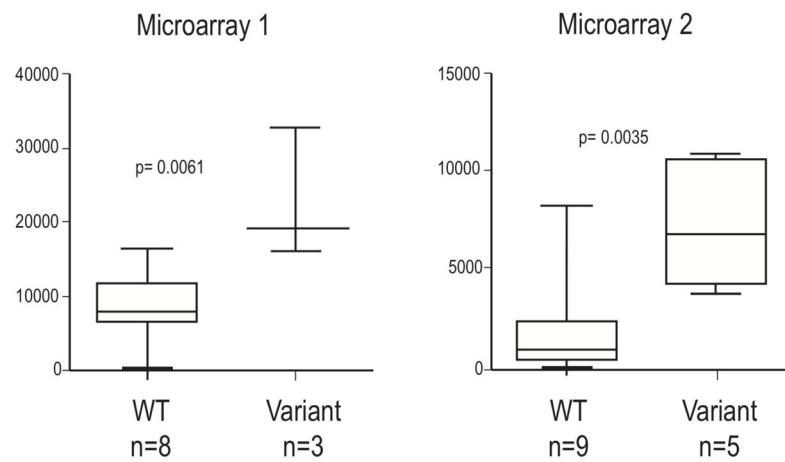 Microarray 1
40000
30000
20000
10000
0
p= 0.0061
WT
n=8
Variant
n=3
Microarray 2
15000
10000
5000
0
p= 0.0035
WT
n=9
Variant
n=5